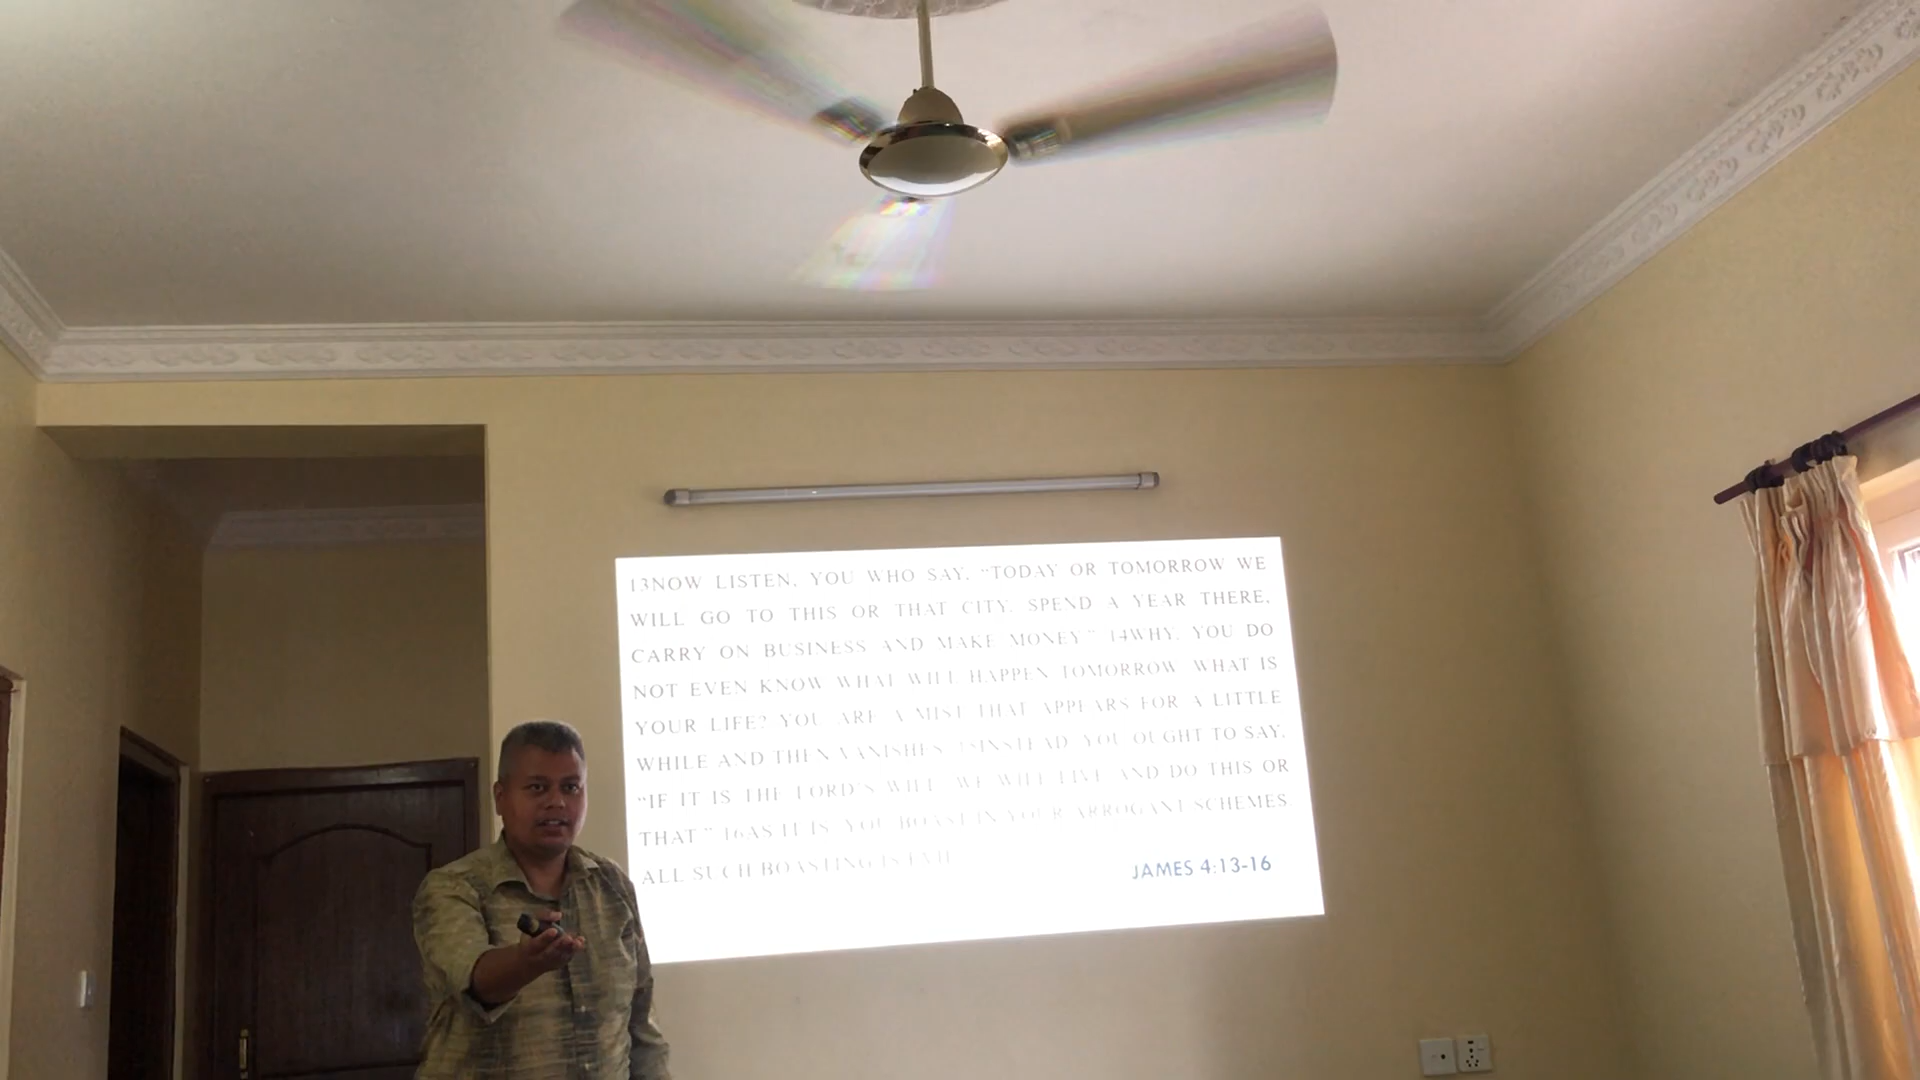 13NOW LISTEN, YOU WHO SAY, “TODAY OR TOMORROW WE
WILL GO TO THIS OR THAT CITY, SPEND A YEAR THERE,
CARRY ON BUSINESS AND MAKE MONEY.” 14WHY, YOU DO
NOT EVEN KNOW WHAT WILL HAPPEN TOMORROW. WHAT IS
YOUR LIFE? YOU ARE A MIST THAT APPEARS FOR A LITTLE
WHILE AND THEN VANISHES. 15INSTEAD, YOU OUGHT TO SAY,
“IF IT IS THE LORD’S WILL, WE WILL LIVE AND DO THIS OR
THAT.” 16AS IT IS, YOU BOAST IN YOUR ARROGANT SCHEMES.
ALL SUCH BOASTING IS EVIL
JAMES 4:13-16